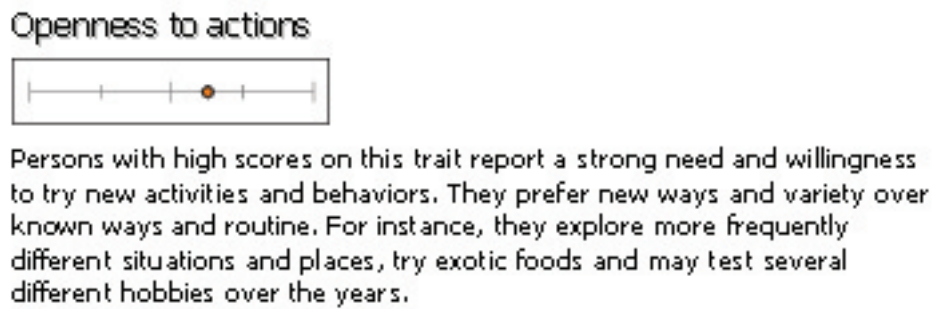 Openness to actions
Persons with high scores on this trait report a strong need and willingness
to try new activities and behaviors. They prefer new ways and variety over
known ways and routine. For instance, they explore more frequently
different situations and places, try exotic foods and may test several
different hobbies over the years.